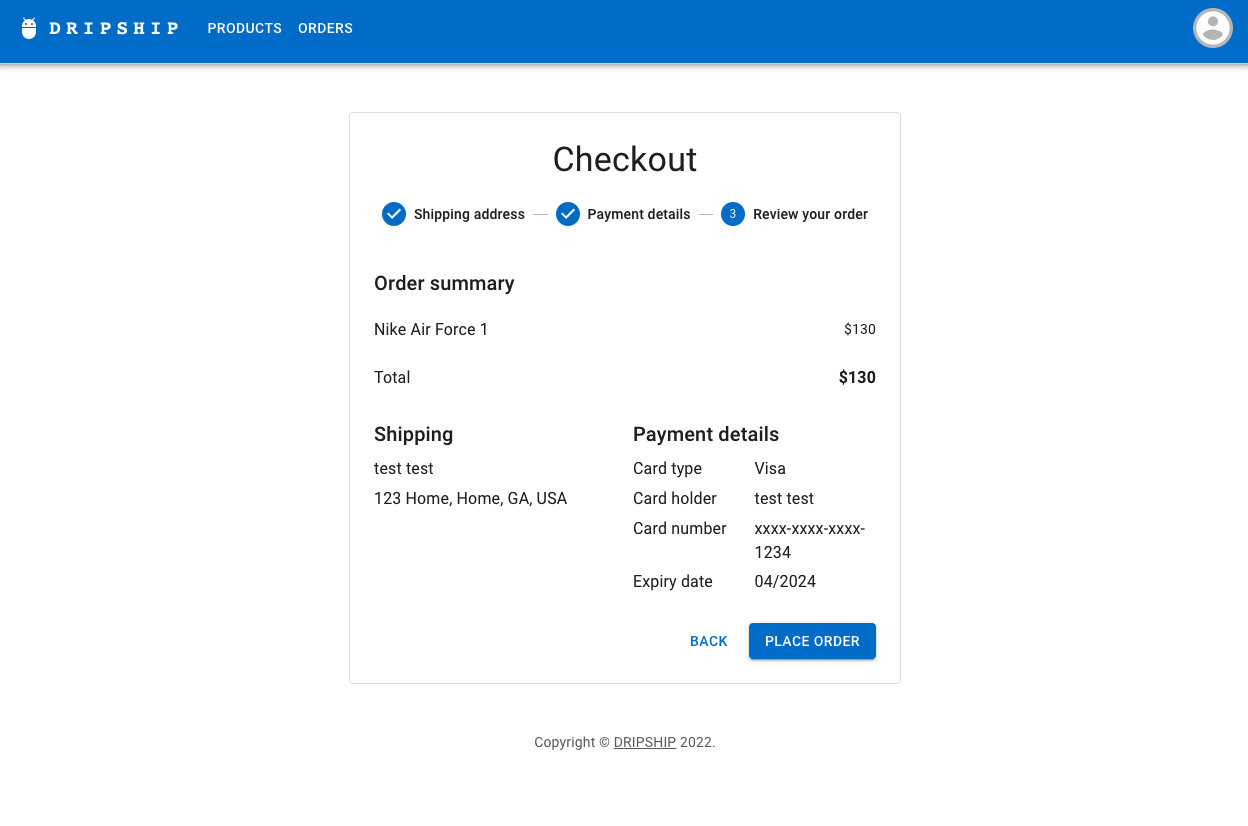 DRIPSHIP PRODUCTS ORDERS
Checkout
Shipping address
Payment details
3 Review your order
Order summary
Nike Air Force 1 $130
Total $130
Shipping
test test
123 Home, Home, GA, USA
Payment details
Card type Visa
Card holder test test
Card number xxxx-xxxx-xxxx-
1234
Expiry date 04/2024
BACK PLACE ORDER
Copyright © DRIPSHIP 2022.